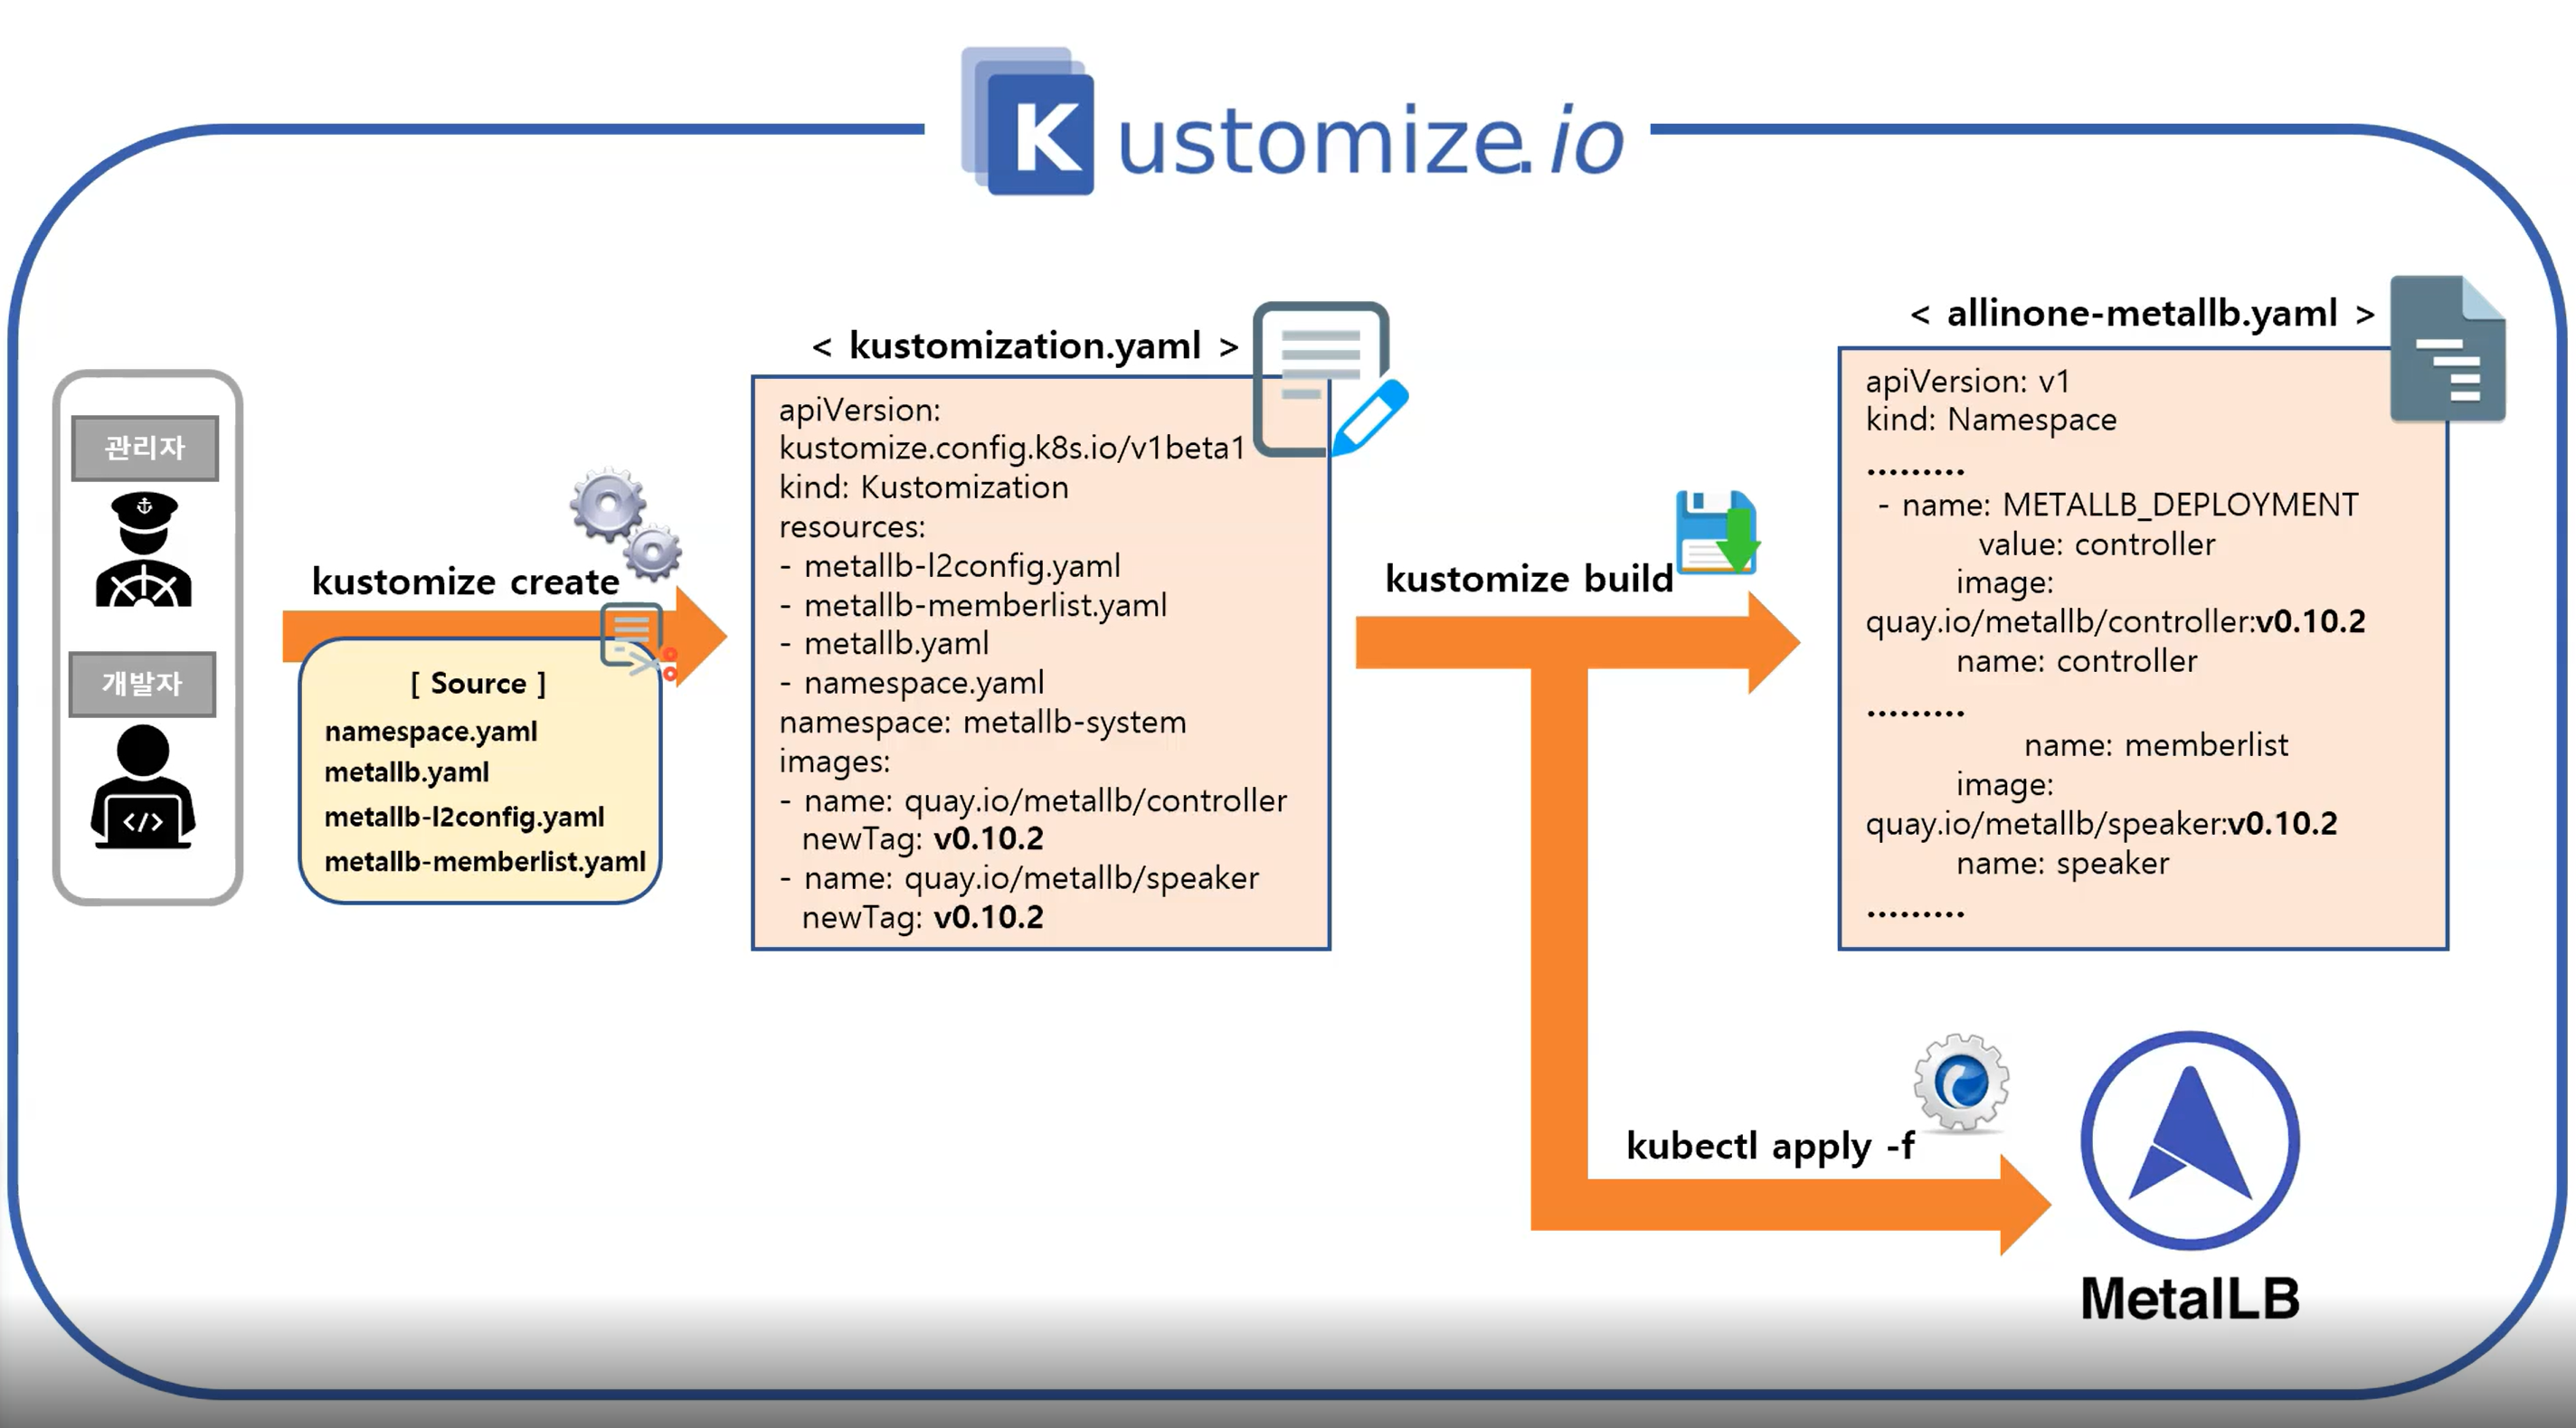 Kustomize.io
관리자
개발자
kustomize create
[ Source ]
namespace.yaml
metallb.yaml
metallb-l2config.yaml
metallb-memberlist.yaml
< kustomization.yaml >
apiVersion:
kustomize.config.k8s.io/v1beta1
kind: Kustomization
resources:
- metallb-l2config.yaml
- metallb-memberlist.yaml
- metallb.yaml
- namespace.yaml
namespace: metallb-system
images:
- name: quay.io/metallb/controller
newTag: v0.10.2
- name: quay.io/metallb/speaker
newTag: v0.10.2
kustomize build
< allinone-metallb.yaml >
apiVersion: v1
kind: Namespace
.........
- name: METALLB_DEPLOYMENT
value: controller
image:
quay.io/metallb/controller:v0.10.2
name: controller
.........
name: memberlist
image:
quay.io/metallb/speaker:v0.10.2
name: speaker
.........
kubectl apply -f
MetalLB